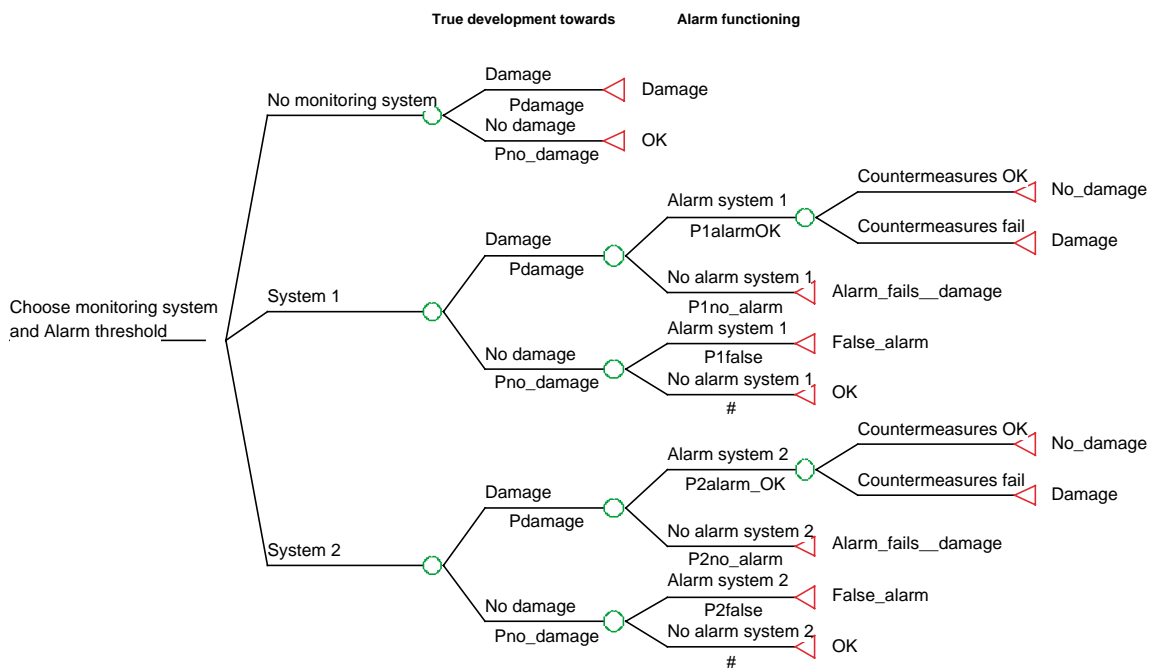 True development towards Alarm functioning
Damage
No monitoring system
Damage
Pdamage
No damage
OK
Pno_damage
Countermeasures OK
No_damage
Alarm system 1
P1alarmOK
Countermeasures fail
Damage
Damage
Pdamage
No alarm system 1
Alarm_fails__damage
P1no_alarm
System 1
Choose monitoring system
and Alarm threshold
Alarm system 1
False_alarm
P1false
No damage
Pno_damage
No alarm system 1
OK
#
Countermeasures OK
No_damage
Alarm system 2
P2alarm_OK
Countermeasures fail
Damage
Damage
Pdamage
No alarm system 2
Alarm_fails__damage
P2no_alarm
System 2
Alarm system 2
False_alarm
P2false
No damage
Pno_damage
No alarm system 2
OK
#